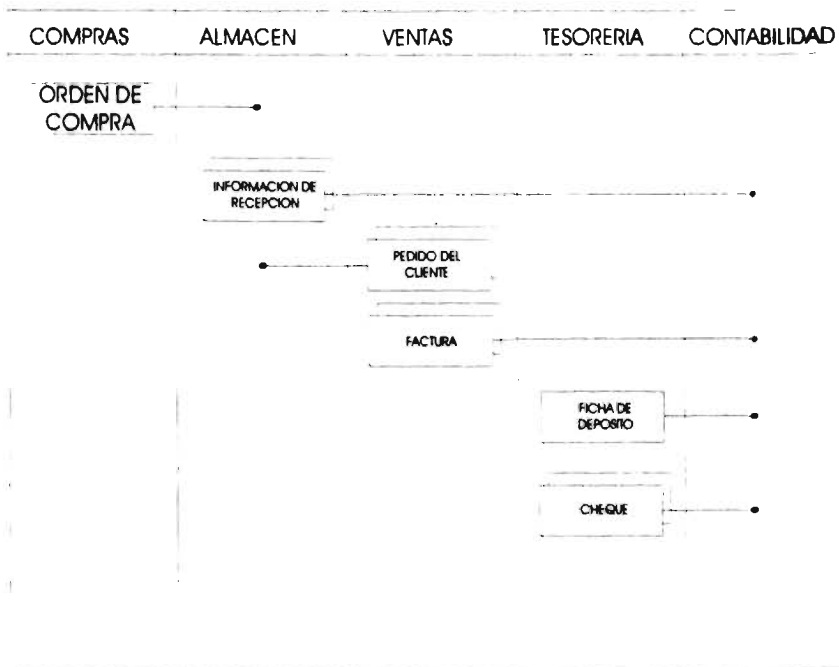 COMPRAS ALMACEN VENTAS TESORERIA CONTABILIDAD
ORDEN DE
COMPRA
INFORMACION DE
RECEPCION
PEDIDO DEL
CLIENTE
FACTURA
FICHA DE
DEPOSITO
CHEQUE